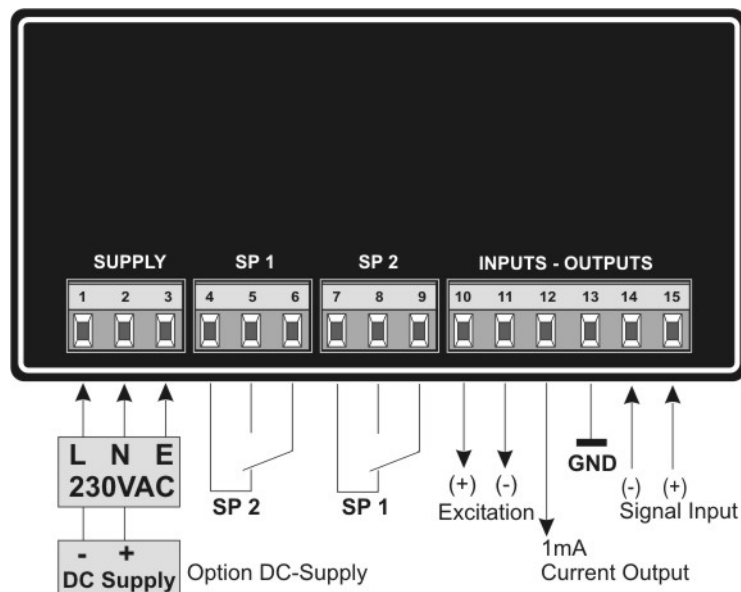 SUPPLY SP 1 SP 2 INPUTS - OUTPUTS
1 2 3 4 5 6 7 8 9 10 11 12 13 14 15
L N E
230VAC
SP 2
SP 1
(+) (-)
Excitation
GND
(-) (+)
Signal Input
1mA
Current Output
- +
DC Supply
Option DC-Supply